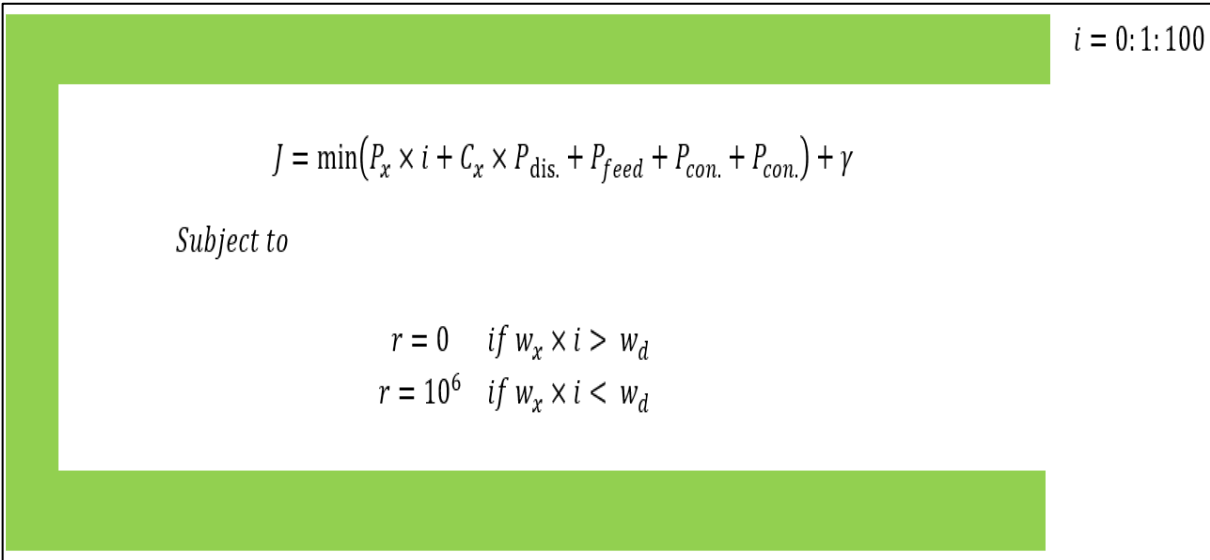 i = 0: 1: 100
J = min(P_x × i + C_x × P_dis. + P_feed + P_con. + P_con.) + γ
Subject to
r = 0 if w_x × i > w_d
r = 10^6 if w_x × i < w_d